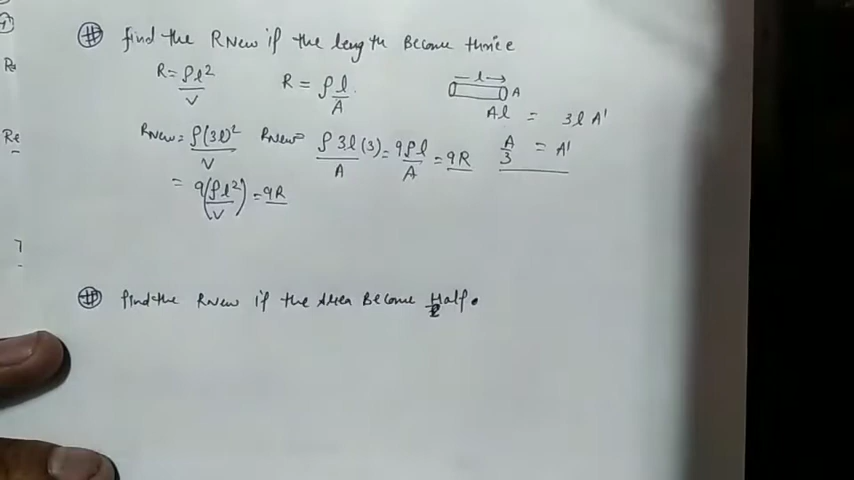 # find the RNew if the length Become thrice
R = ρl²/V R = ρ l/A. l A
Al = 3l A'
RNew = ρ(3l)²/V RNew = ρ 3l(3)/A = 9ρl/A = 9R A/3 = A'
= 9(ρl²/V) = 9R
# find the RNew if the Area Become Half.